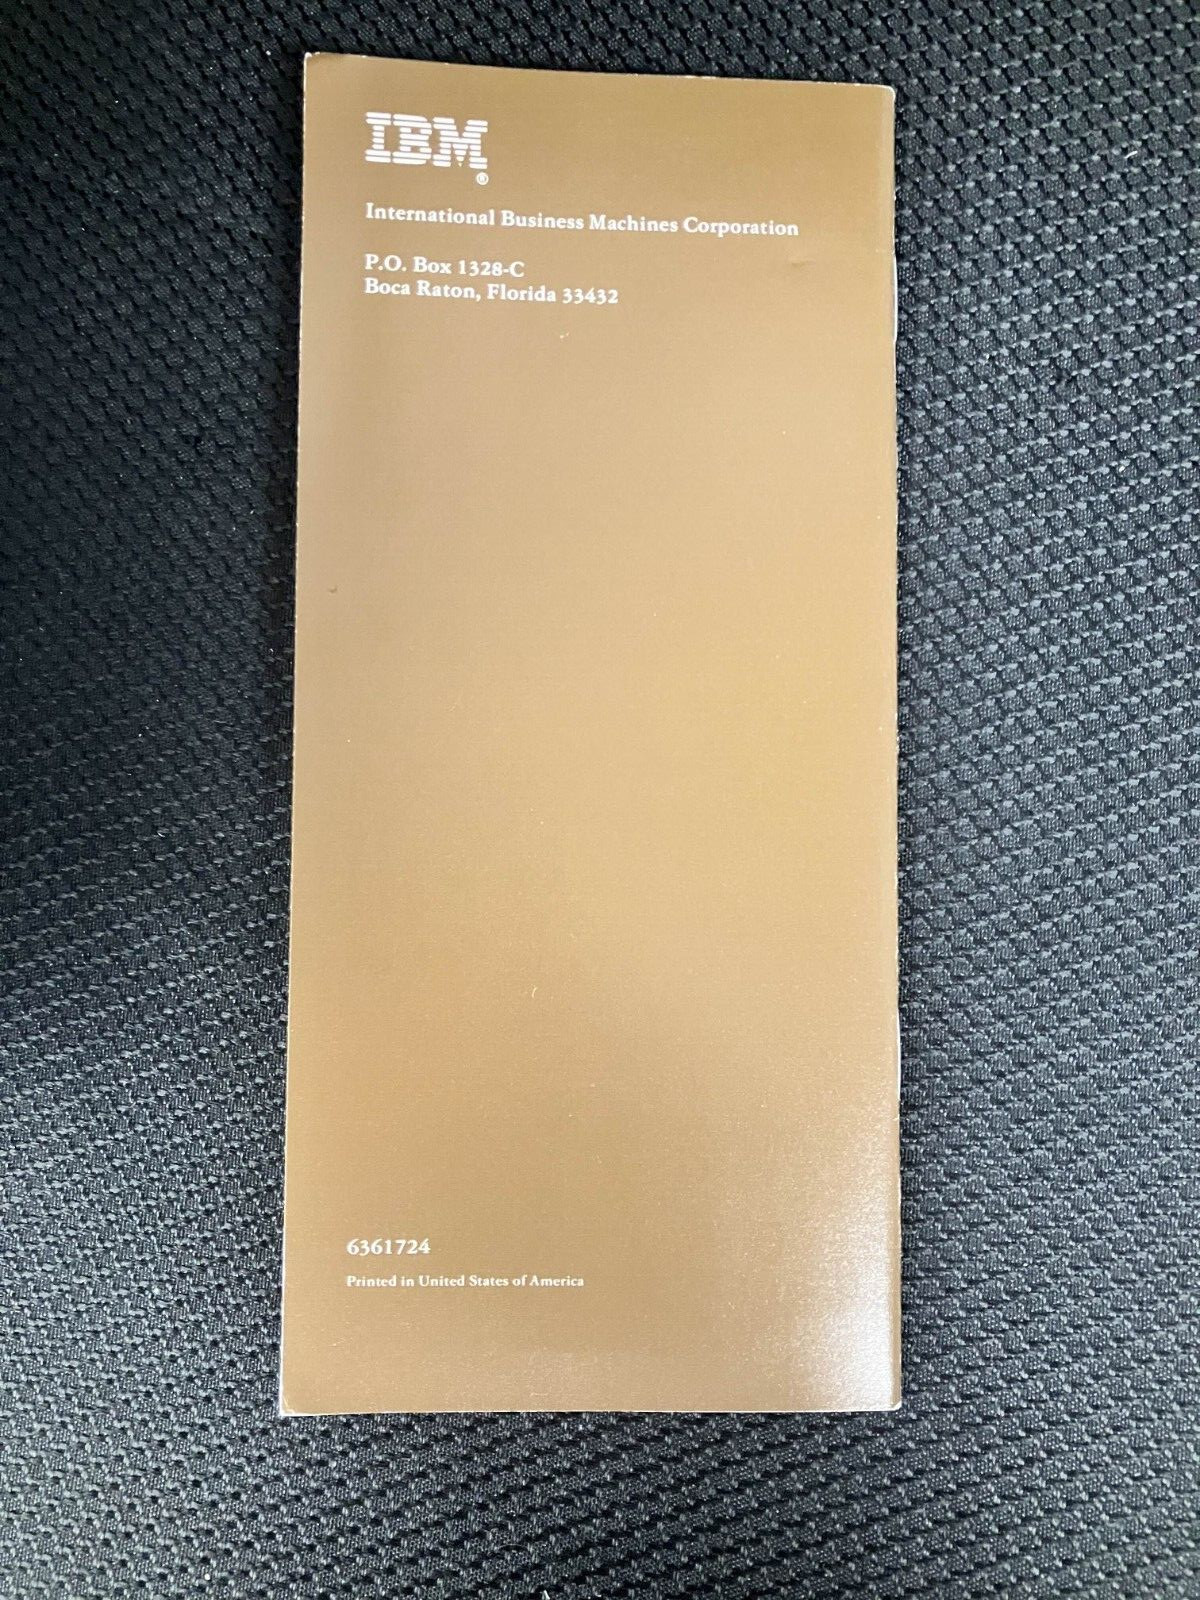 IBM
®
International Business Machines Corporation
P.O. Box 1328-C
Boca Raton, Florida 33432
6361724
Printed in United States of America